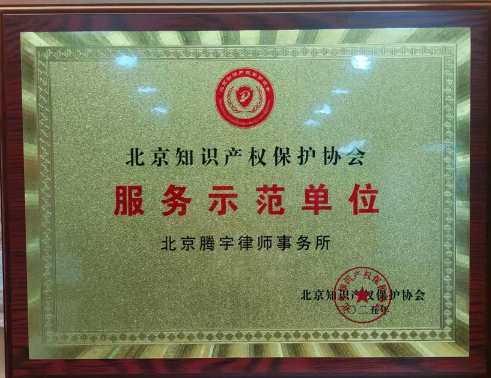 北京知识产权保护协会
服务示范单位
北京腾宇律师事务所
北京知识产权保护协会
二〇二五年